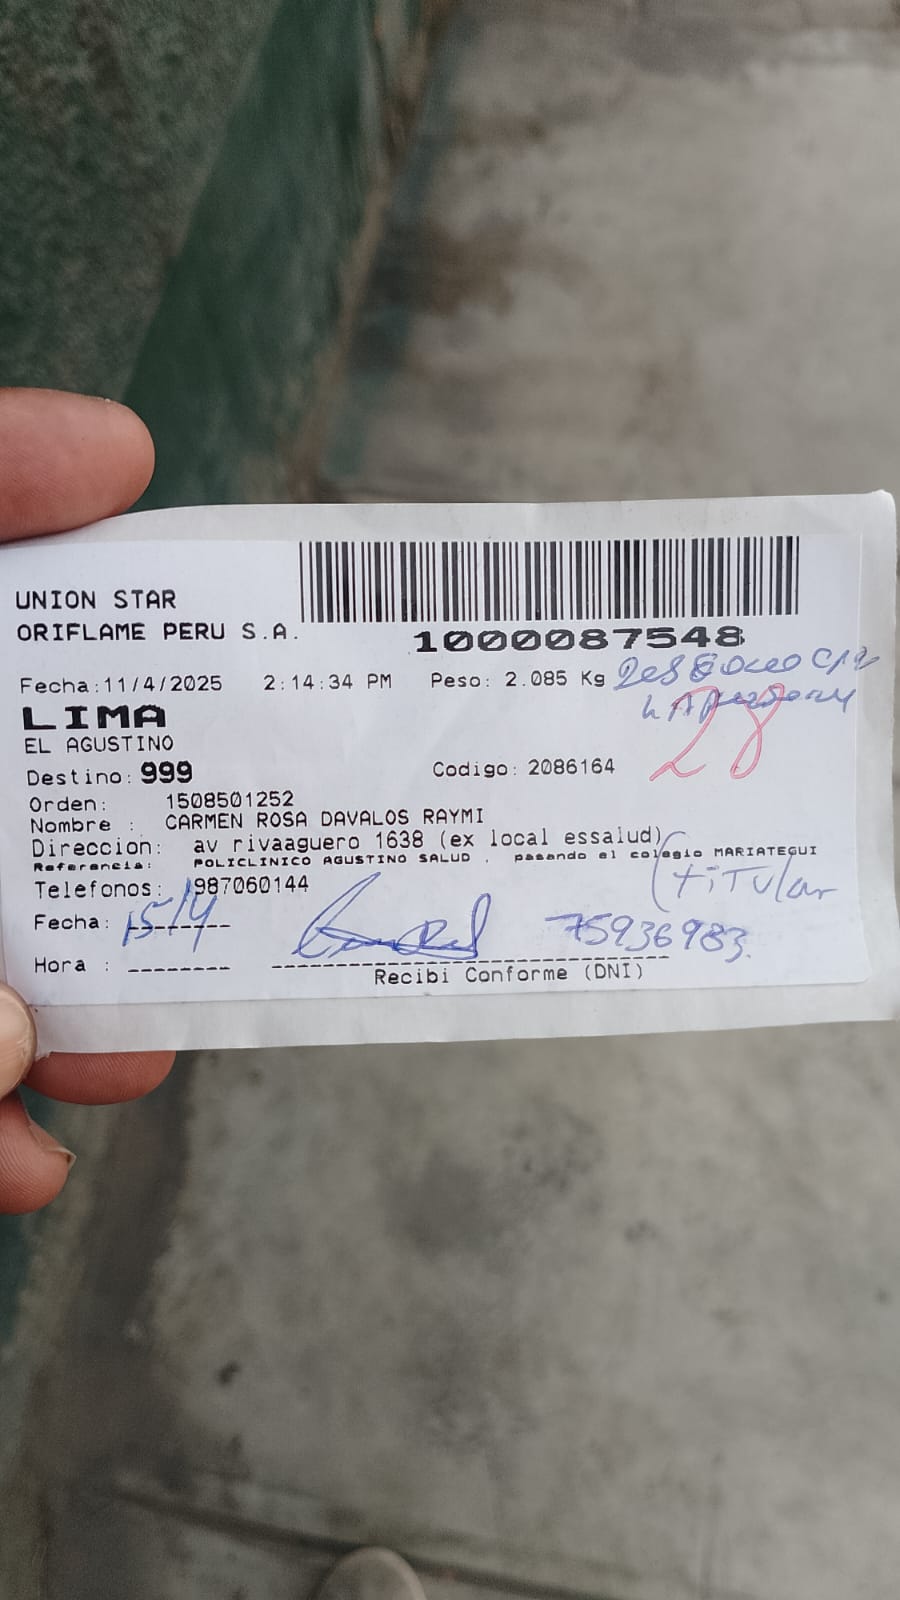 UNION STAR
ORIFLAME PERU S.A.
1000087548
Fecha:11/4/2025 2:14:34 PM Peso: 2.085 Kg
LIMA
28
EL AGUSTINO
Destino: 999 Codigo: 2086164
Orden: 1508501252
Nombre : CARMEN ROSA DAVALOS RAYMI
Direccion: av rivaaguero 1638 (ex local essalud)
Referencia: POLICLINICO AGUSTINO SALUD , pasando el colegio MARIATEGUI
Telefonos: 987060144
(titular
Fecha: 15/4 75936983.
Hora :
Recibi Conforme (DNI)